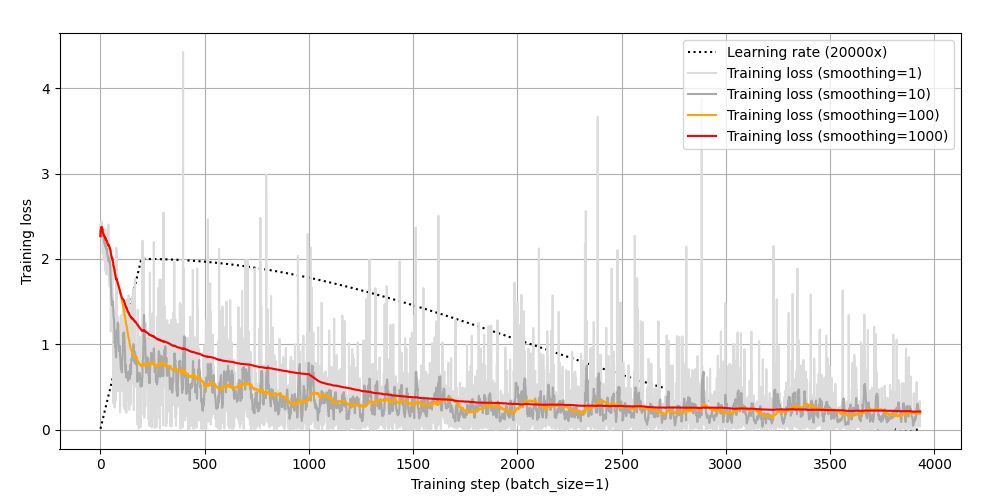 Learning rate (20000x)
Training loss (smoothing=1)
Training loss (smoothing=10)
Training loss (smoothing=100)
Training loss (smoothing=1000)
Training loss
4
3
2
1
0
0 500 1000 1500 2000 2500 3000 3500 4000
Training step (batch_size=1)